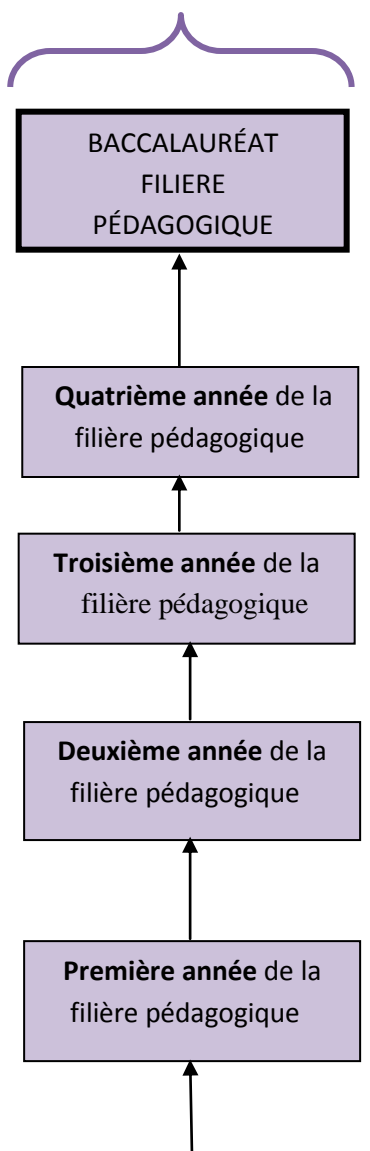 BACCALAURÉAT
FILIERE
PÉDAGOGIQUE
Quatrième année de la
filière pédagogique
Troisième année de la
filière pédagogique
Deuxième année de la
filière pédagogique
Première année de la
filière pédagogique